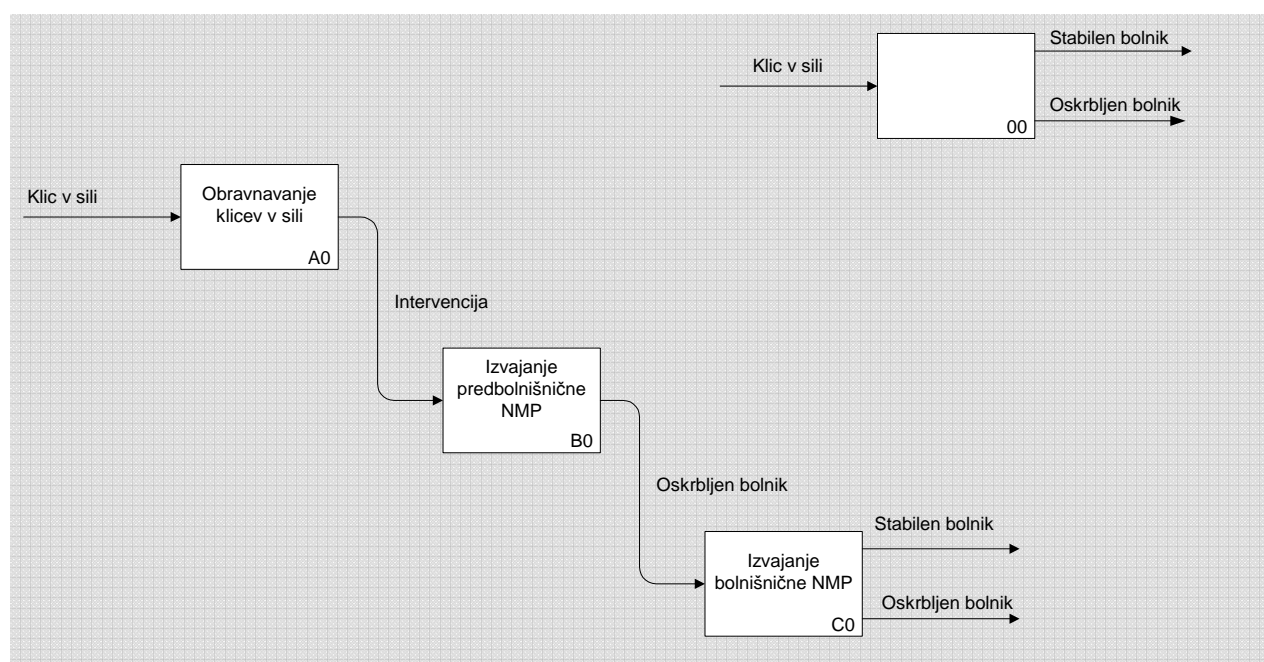 Stabilen bolnik
Klic v sili
Oskrbljen bolnik
00
Klic v sili
Obravnavanje
klicev v sili
A0
Intervencija
Izvajanje
predbolnišnične
NMP
B0
Oskrbljen bolnik
Stabilen bolnik
Izvajanje
bolnišnične NMP
Oskrbljen bolnik
C0